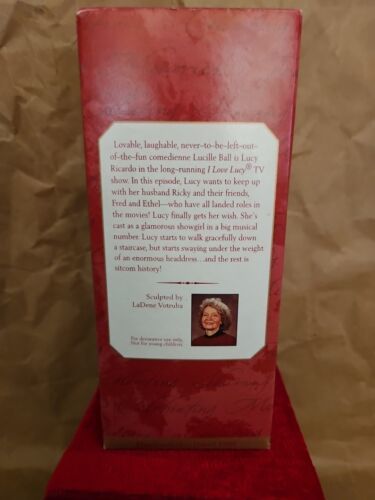 Lovable, laughable, never-to-be-left-out-
of-the-fun comedienne Lucille Ball is Lucy
Ricardo in the long-running I Love Lucy® TV
show. In this episode, Lucy wants to keep up
with her husband Ricky and their friends,
Fred and Ethel—who have all landed roles in
the movies! Lucy finally gets her wish. She's
cast as a glamorous showgirl in a big musical
number. Lucy starts to walk gracefully down
a staircase, but starts swaying under the weight
of an enormous headdress...and the rest is
sitcom history!
Sculpted by
LaDene Votruba
For decorative use only.
Not for young children.